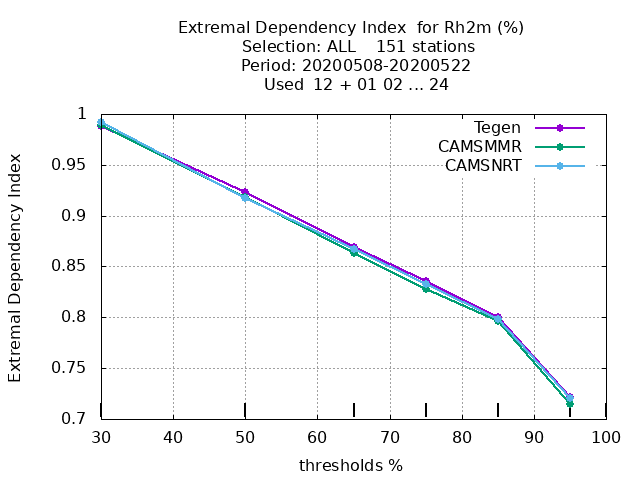 Extremal Dependency Index  for Rh2m (%)
Selection: ALL    151 stations
Period: 20200508-20200522
Used  12 + 01 02 ... 24
Extremal Dependency Index
1
0.95
0.9
0.85
0.8
0.75
0.7
Tegen
CAMSMMR
CAMSNRT
30 40 50 60 70 80 90 100
thresholds %